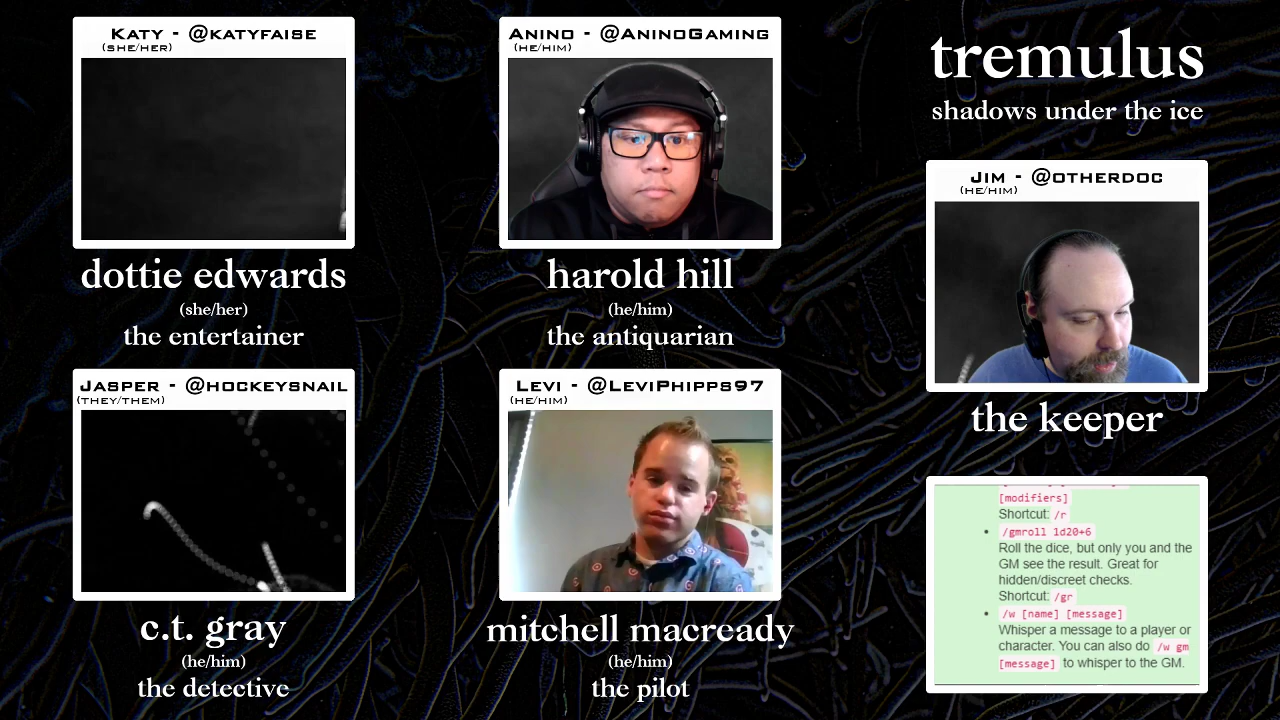 Katy - @katyfaise
(she/her)
dottie edwards
(she/her)
the entertainer
Anino - @AninoGaming
(he/him)
harold hill
(he/him)
the antiquarian
tremulus
shadows under the ice
Jim - @otherdoc
(he/him)
the keeper
Jasper - @hockeysnail
(they/them)
c.t. gray
(he/him)
the detective
Levi - @LeviPhipps97
(he/him)
mitchell macready
(he/him)
the pilot
[modifiers]
Shortcut: /r
/gmroll 1d20+6
Roll the dice, but only you and the
GM see the result. Great for
hidden/discreet checks.
Shortcut: /gr
/w [name] [message]
Whisper a message to a player or
character. You can also do /w gm
[message] to whisper to the GM.